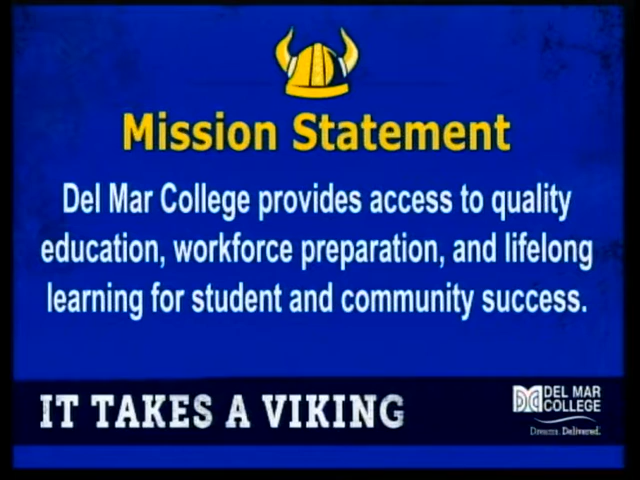 Mission Statement
Del Mar College provides access to quality
education, workforce preparation, and lifelong
learning for student and community success.
IT TAKES A VIKING
DEL MAR
COLLEGE
Dreams. Delivered.